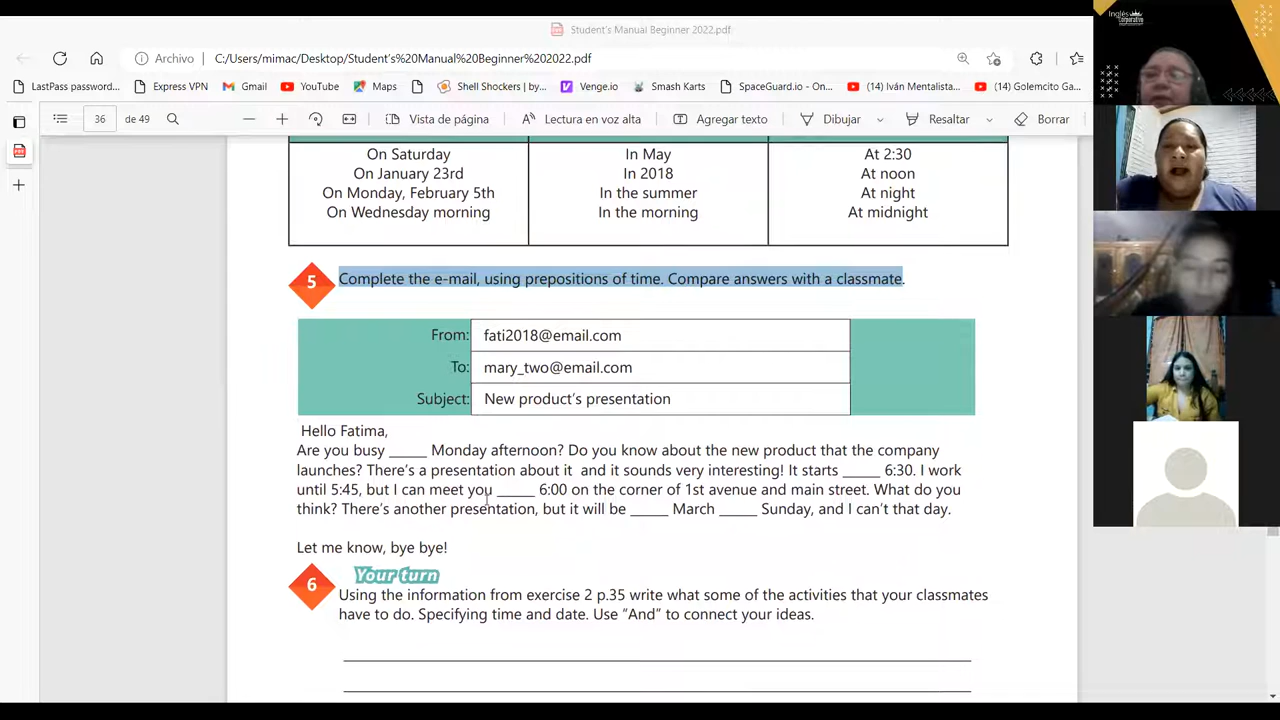 Student's Manual Beginner 2022.pdf
Inglés
Corporativo
Archivo C:/Users/mimac/Desktop/Student's%20Manual%20Beginner%202022.pdf
LastPass password... Express VPN Gmail YouTube Maps Shell Shockers | by... Venge.io Smash Karts SpaceGuard.io - On... (14) Iván Mentalista... (14) Golemcito Ga...
36 de 49 Vista de página Lectura en voz alta Agregar texto Dibujar Resaltar Borrar
On Saturday In May At 2:30
On January 23rd In 2018 At noon
On Monday, February 5th In the summer At night
On Wednesday morning In the morning At midnight
5 Complete the e-mail, using prepositions of time. Compare answers with a classmate.
From: fati2018@email.com
To: mary_two@email.com
Subject: New product's presentation
Hello Fatima,
Are you busy _____ Monday afternoon? Do you know about the new product that the company
launches? There's a presentation about it and it sounds very interesting! It starts _____ 6:30. I work
until 5:45, but I can meet you _____ 6:00 on the corner of 1st avenue and main street. What do you
think? There's another presentation, but it will be _____ March _____ Sunday, and I can't that day.
Let me know, bye bye!
6 Your turn
Using the information from exercise 2 p.35 write what some of the activities that your classmates
have to do. Specifying time and date. Use "And" to connect your ideas.